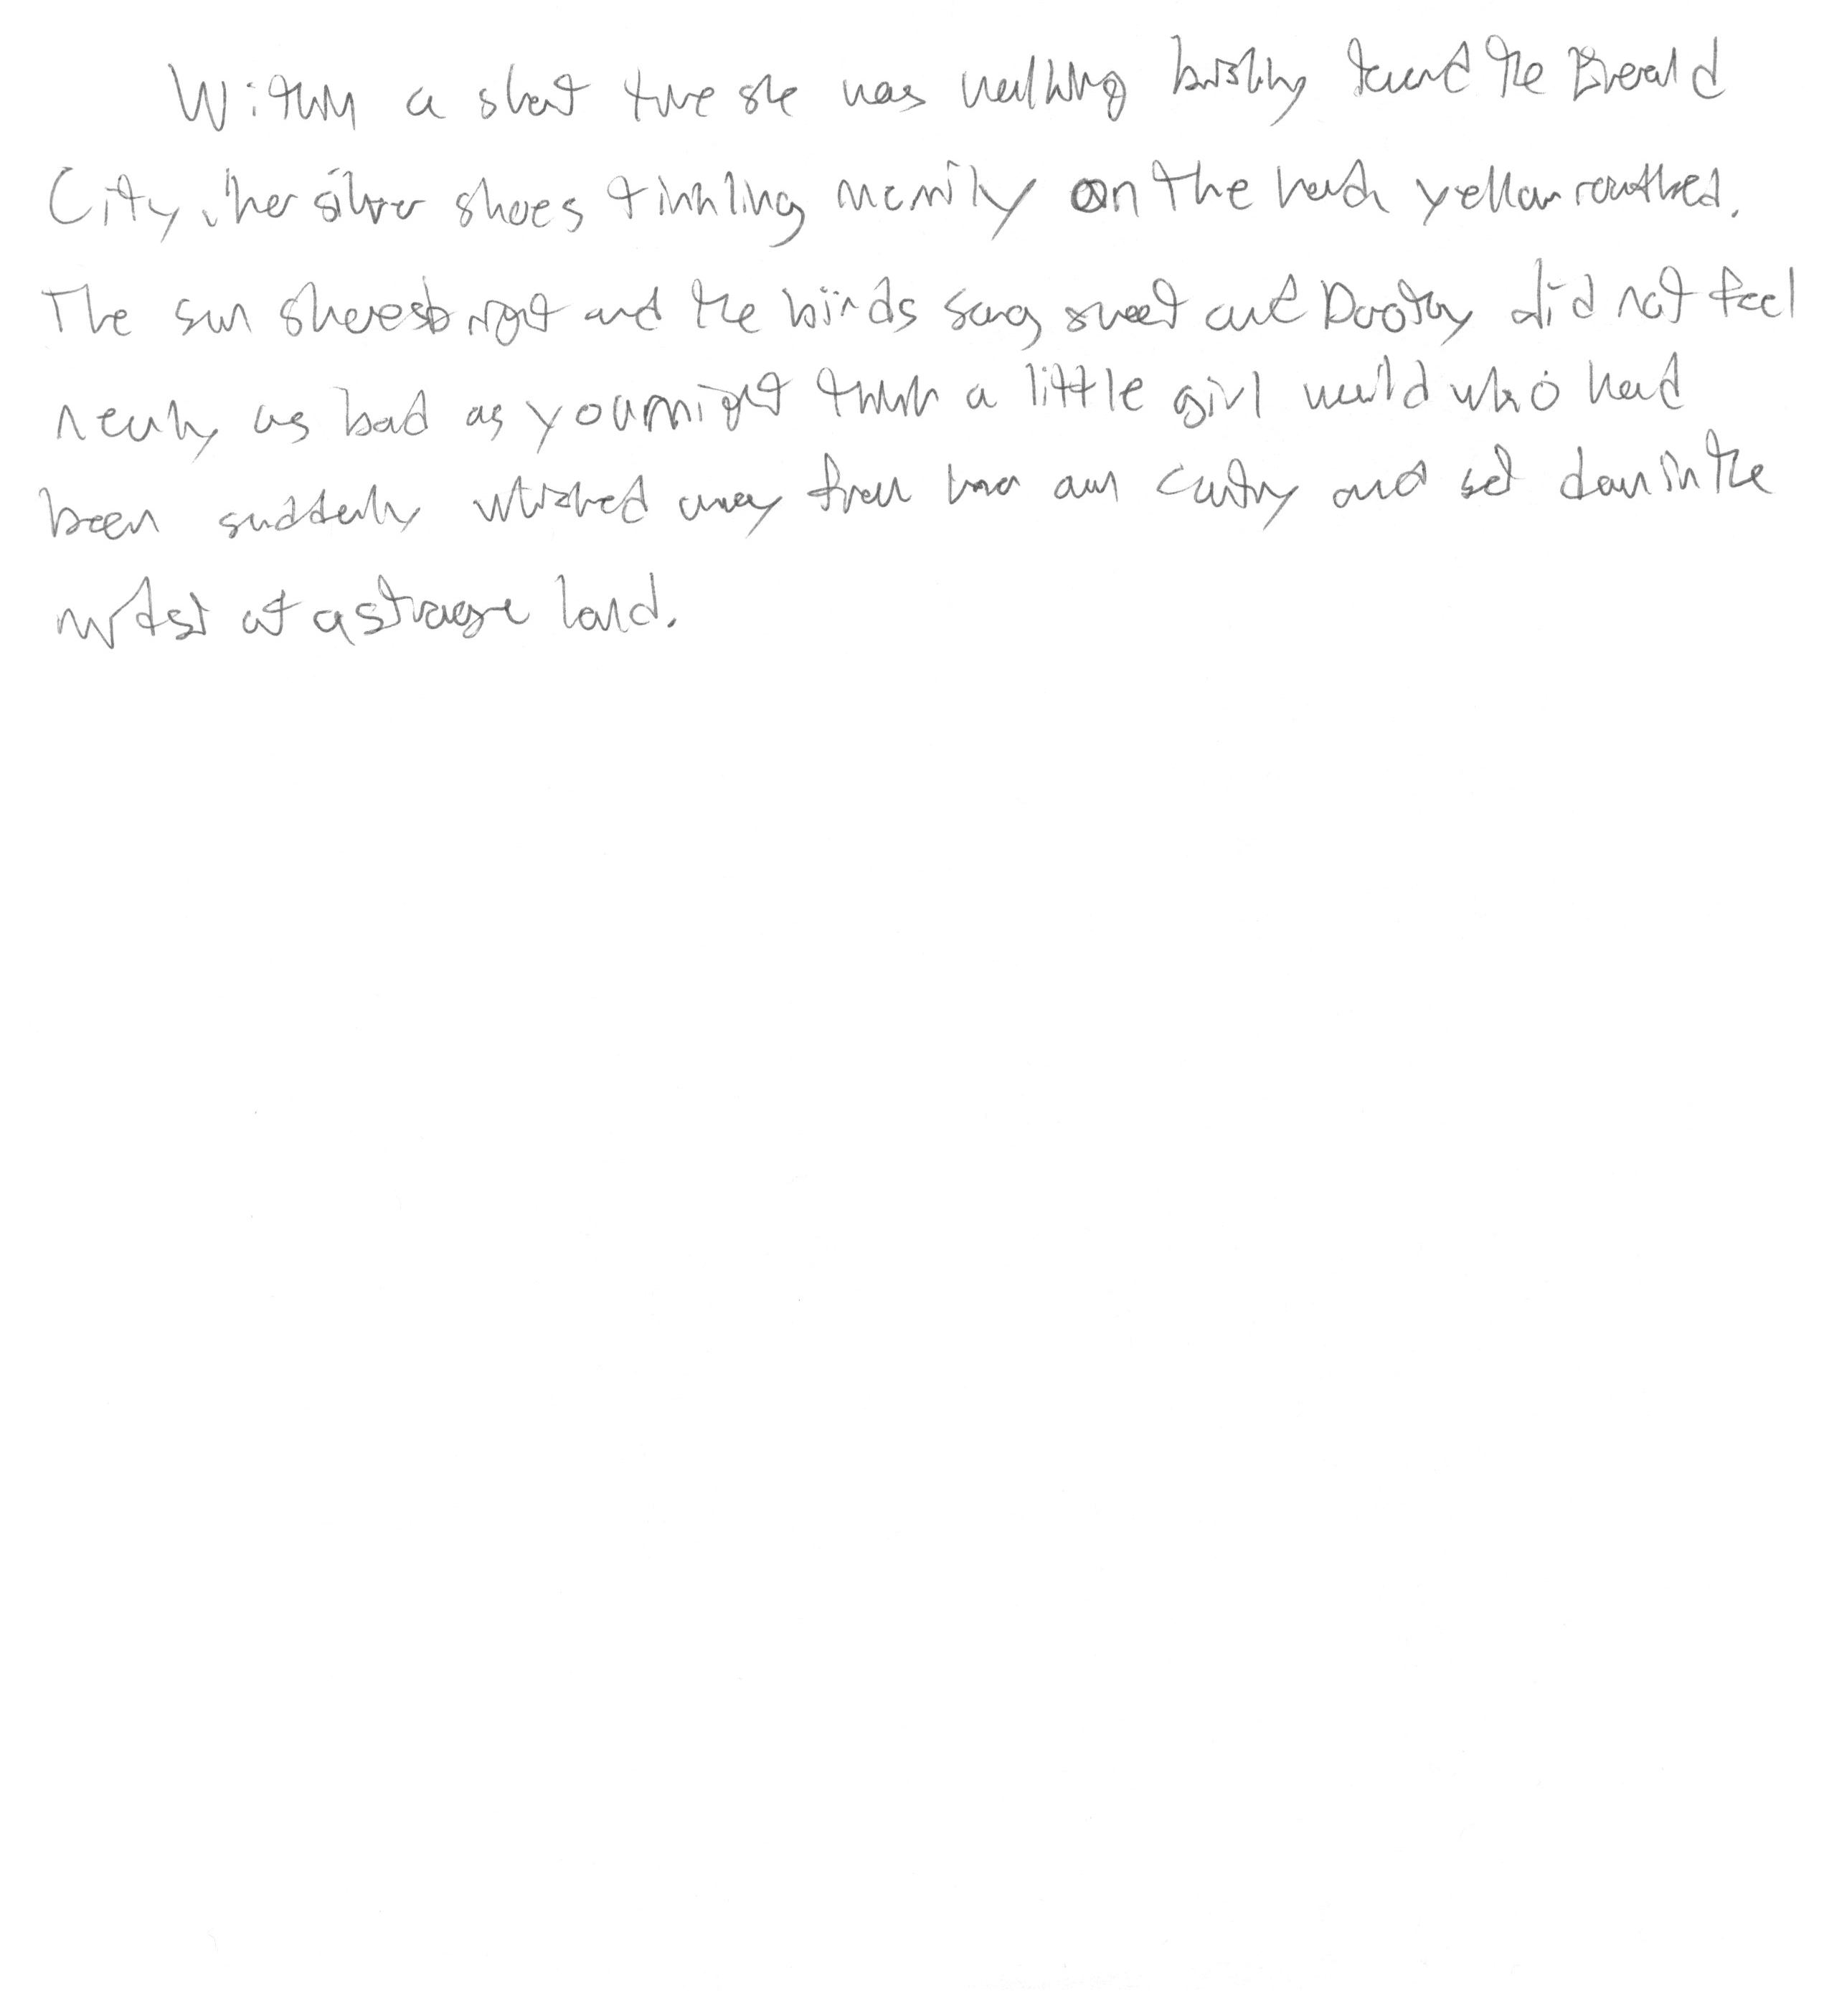 Within a short time she was walking briskly toward the Emerald
City, her silver shoes tinkling merrily on the hard yellow roadbed.
The sun shone bright and the birds sang sweet and Dorothy did not feel
nearly as bad as you might think a little girl would who had
been suddenly whisked away from her own country and set down in the
midst of a strange land.